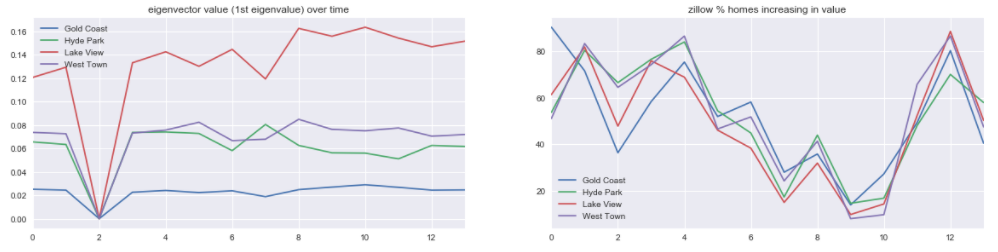 eigenvector value (1st eigenvalue) over time
Gold Coast
Hyde Park
Lake View
West Town
0.16
0.14
0.12
0.10
0.08
0.06
0.04
0.02
0.00
0 2 4 6 8 10 12
zillow % homes increasing in value
80
60
40
20
Gold Coast
Hyde Park
Lake View
West Town
0 2 4 6 8 10 12